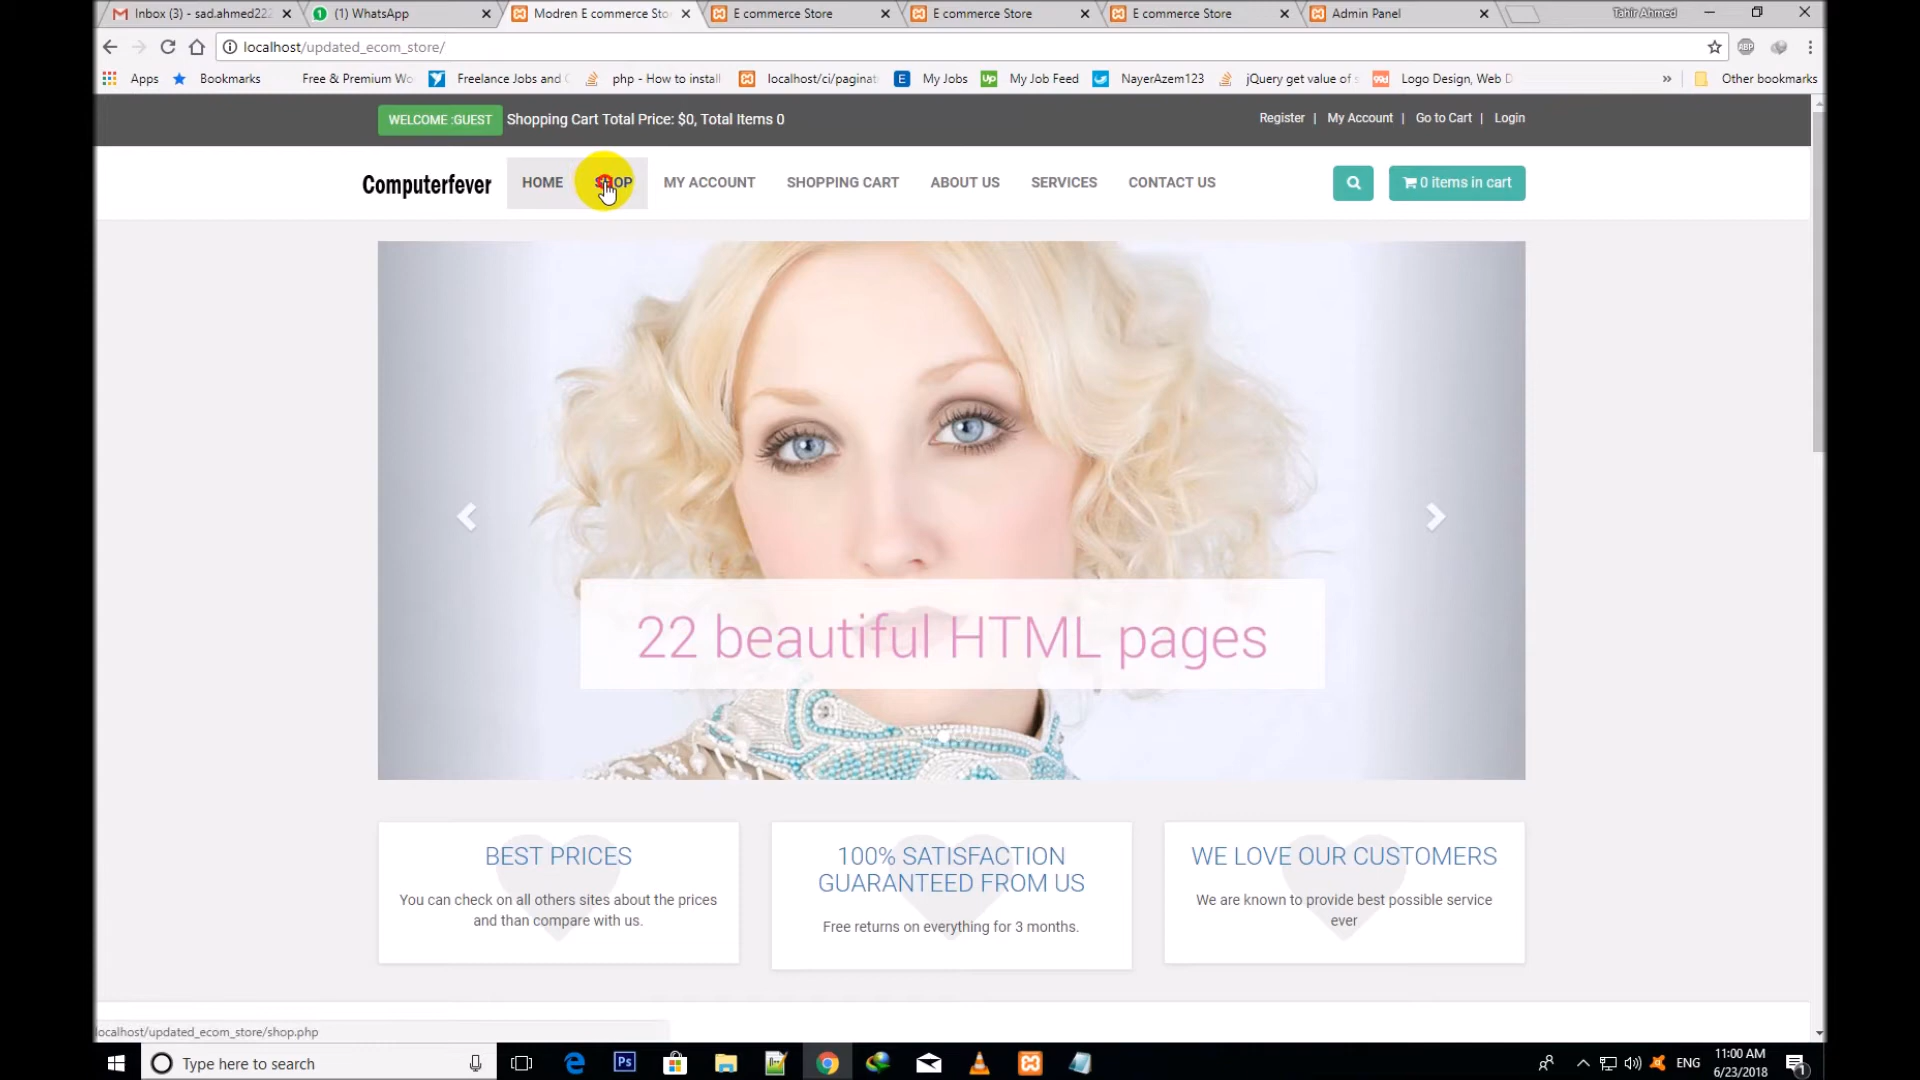 Inbox (3) - sad.ahmed222
(1) WhatsApp
Modren E commerce Sto
E commerce Store
E commerce Store
E commerce Store
Admin Panel
Tahir Ahmed
localhost/updated_ecom_store/
Apps
Bookmarks
Free & Premium Wo
Freelance Jobs and
php - How to install
localhost/ci/paginat
My Jobs
My Job Feed
NayerAzem123
jQuery get value of
Logo Design, Web D
»
Other bookmarks
WELCOME :GUEST
Shopping Cart Total Price: $0, Total Items 0
Register | My Account | Go to Cart | Login
Computerfever
HOME
SHOP
MY ACCOUNT
SHOPPING CART
ABOUT US
SERVICES
CONTACT US
0 items in cart
22 beautiful HTML pages
BEST PRICES
You can check on all others sites about the prices
and than compare with us.
100% SATISFACTION
GUARANTEED FROM US
Free returns on everything for 3 months.
WE LOVE OUR CUSTOMERS
We are known to provide best possible service
ever
localhost/updated_ecom_store/shop.php
Type here to search
ENG
11:00 AM
6/23/2018